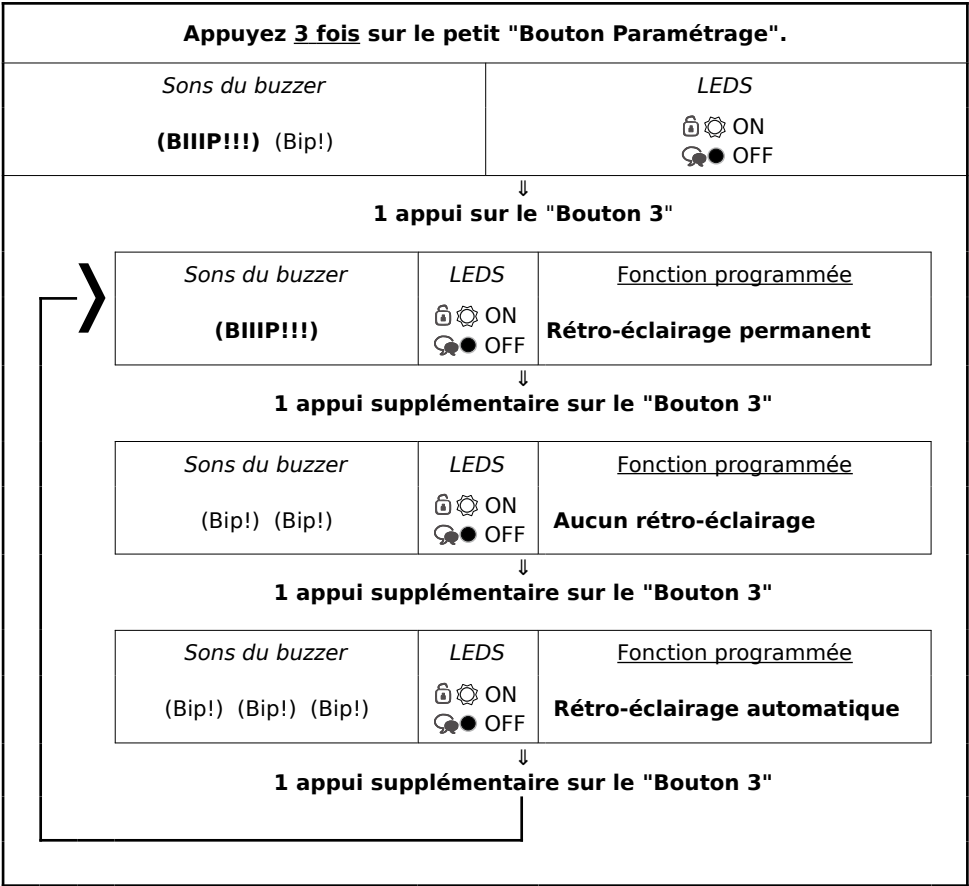 Appuyez 3 fois sur le petit "Bouton Paramétrage".
Sons du buzzer LEDS
(BIIIP!!!) (Bip!) ON
OFF
⇓
1 appui sur le "Bouton 3"
Sons du buzzer LEDS Fonction programmée
(BIIIP!!!) ON Rétro-éclairage permanent
OFF
⇓
1 appui supplémentaire sur le "Bouton 3"
Sons du buzzer LEDS Fonction programmée
(Bip!) (Bip!) ON Aucun rétro-éclairage
OFF
⇓
1 appui supplémentaire sur le "Bouton 3"
Sons du buzzer LEDS Fonction programmée
(Bip!) (Bip!) (Bip!) ON Rétro-éclairage automatique
OFF
⇓
1 appui supplémentaire sur le "Bouton 3"